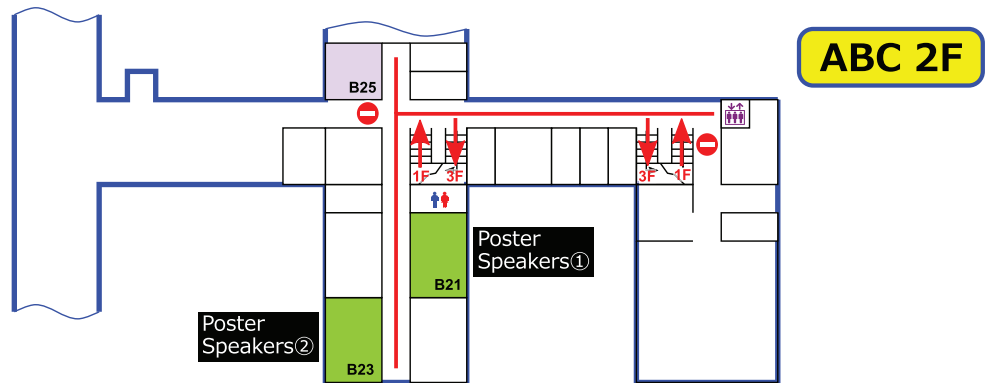 ABC 2F
B25
1F
3F
3F
1F
Poster
Speakers①
B21
Poster
Speakers②
B23